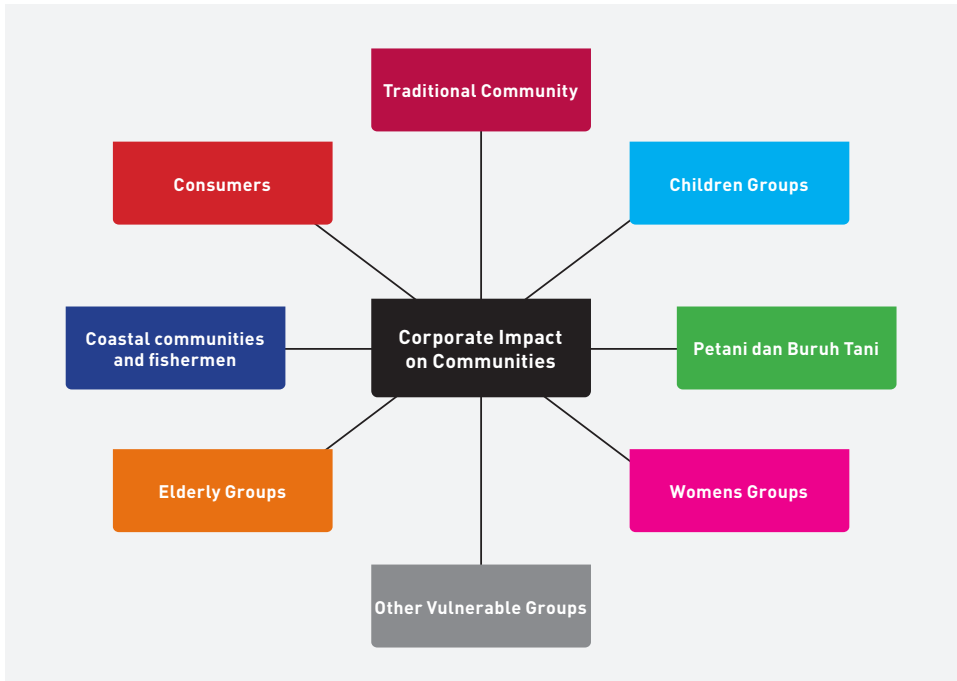 Traditional Community
Consumers
Children Groups
Coastal communities
and fishermen
Corporate Impact
on Communities
Petani dan Buruh Tani
Elderly Groups
Womens Groups
Other Vulnerable Groups